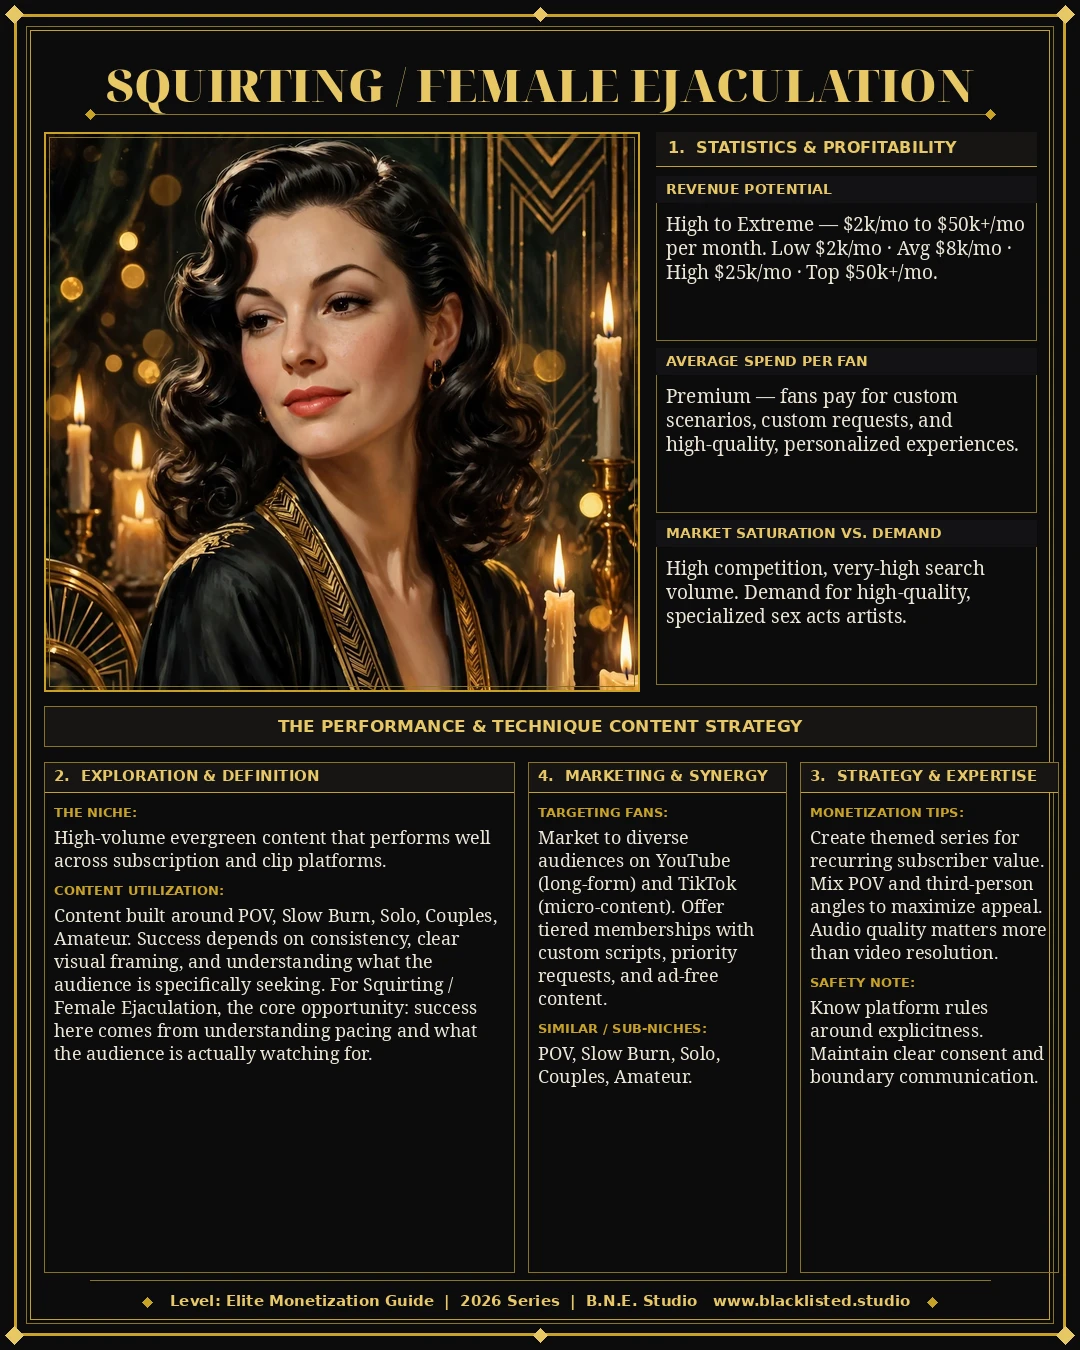 SQUIRTING / FEMALE EJACULATION
1. STATISTICS & PROFITABILITY
REVENUE POTENTIAL
High to Extreme — $2k/mo to $50k+/mo
per month. Low $2k/mo · Avg $8k/mo ·
High $25k/mo · Top $50k+/mo.
AVERAGE SPEND PER FAN
Premium — fans pay for custom
scenarios, custom requests, and
high-quality, personalized experiences.
MARKET SATURATION VS. DEMAND
High competition, very-high search
volume. Demand for high-quality,
specialized sex acts artists.
THE PERFORMANCE & TECHNIQUE CONTENT STRATEGY
2. EXPLORATION & DEFINITION
THE NICHE:
High-volume evergreen content that performs well
across subscription and clip platforms.
CONTENT UTILIZATION:
Content built around POV, Slow Burn, Solo, Couples,
Amateur. Success depends on consistency, clear
visual framing, and understanding what the
audience is specifically seeking. For Squirting /
Female Ejaculation, the core opportunity: success
here comes from understanding pacing and what
the audience is actually watching for.
4. MARKETING & SYNERGY
TARGETING FANS:
Market to diverse
audiences on YouTube
(long-form) and TikTok
(micro-content). Offer
tiered memberships with
custom scripts, priority
requests, and ad-free
content.
SIMILAR / SUB-NICHES:
POV, Slow Burn, Solo,
Couples, Amateur.
3. STRATEGY & EXPERTISE
MONETIZATION TIPS:
Create themed series for
recurring subscriber value.
Mix POV and third-person
angles to maximize appeal.
Audio quality matters more
than video resolution.
SAFETY NOTE:
Know platform rules
around explicitness.
Maintain clear consent and
boundary communication.
Level: Elite Monetization Guide | 2026 Series | B.N.E. Studio www.blacklisted.studio